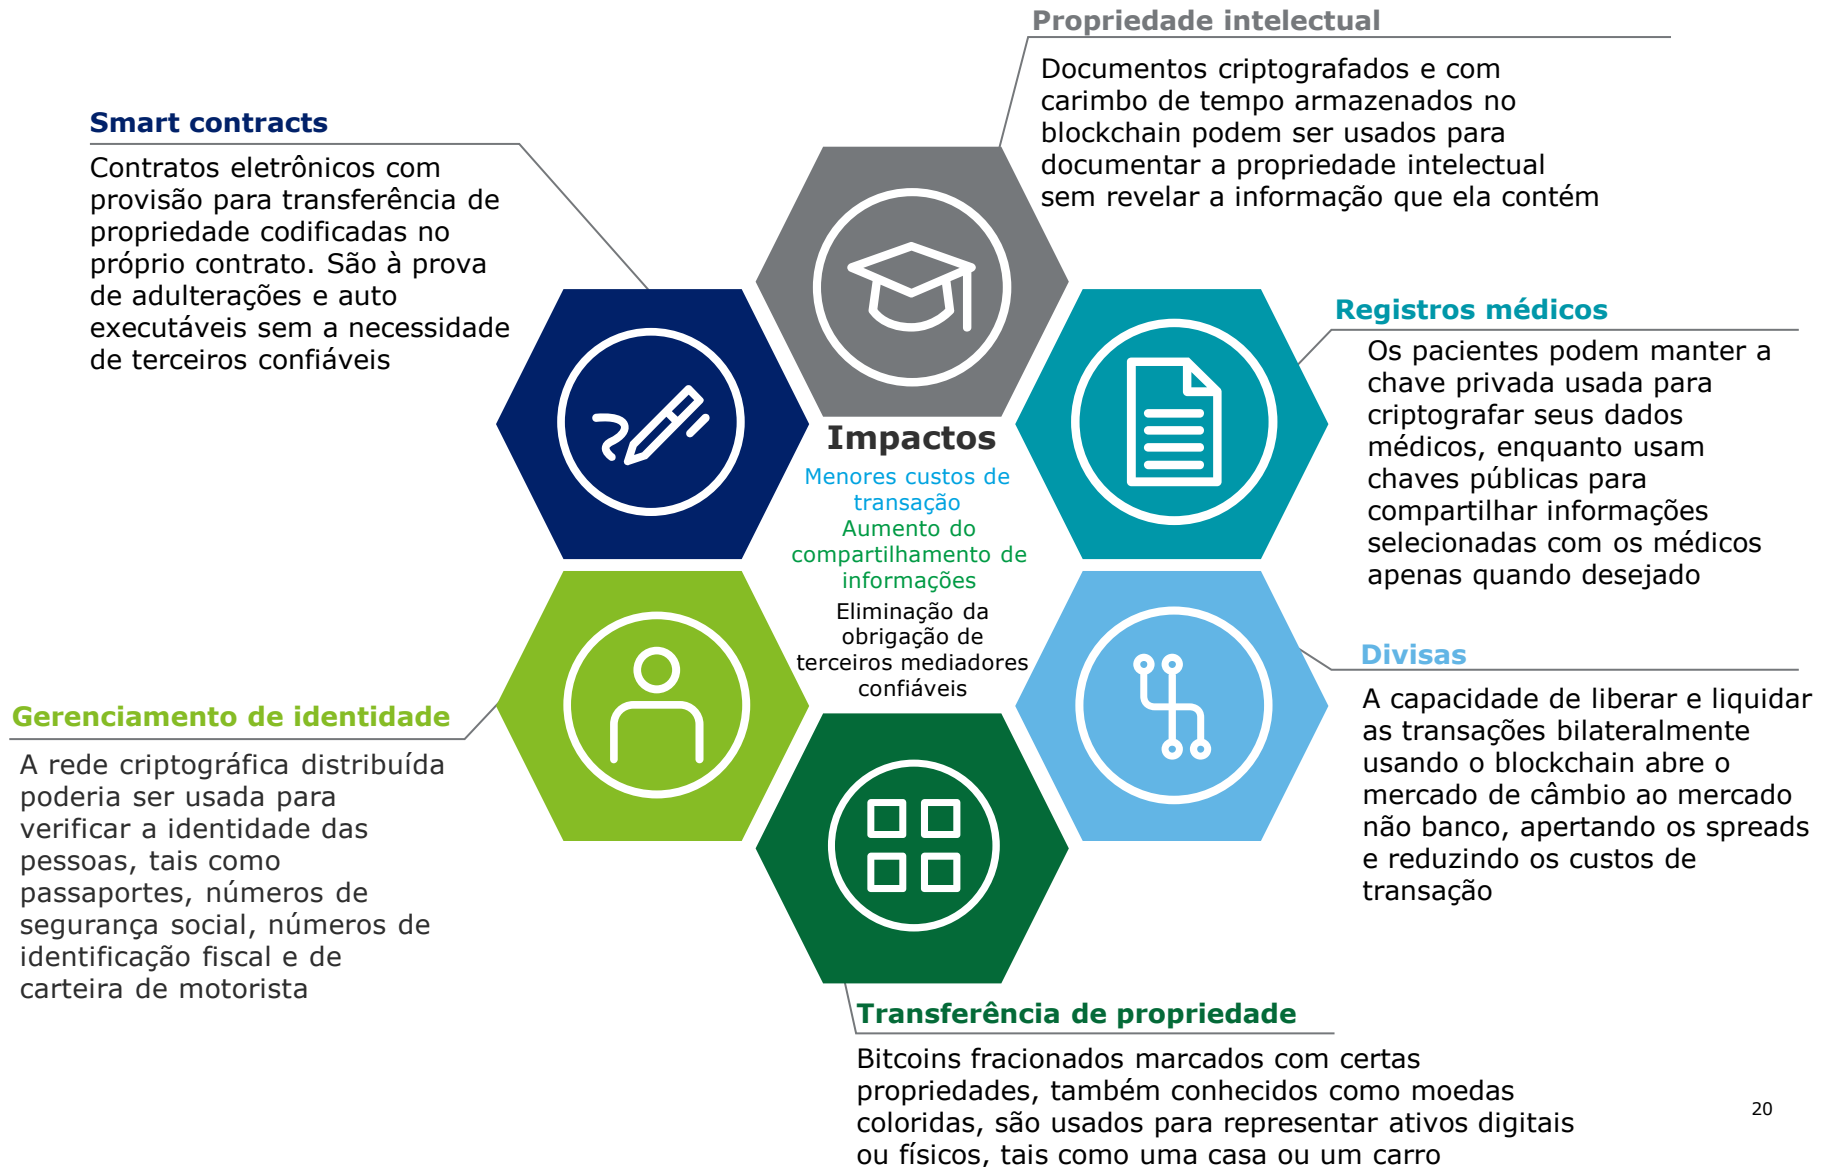 Propriedade intelectual
Documentos criptografados e com
carimbo de tempo armazenados no
blockchain podem ser usados para
documentar a propriedade intelectual
sem revelar a informação que ela contém
Smart contracts
Contratos eletrônicos com
provisão para transferência de
propriedade codificadas no
próprio contrato. São à prova
de adulterações e auto
executáveis sem a necessidade
de terceiros confiáveis
Registros médicos
Os pacientes podem manter a
chave privada usada para
criptografar seus dados
médicos, enquanto usam
chaves públicas para
compartilhar informações
selecionadas com os médicos
apenas quando desejado
Impactos
Menores custos de
transação
Aumento do
compartilhamento de
informações
Eliminação da
obrigação de
terceiros mediadores
confiáveis
Divisas
A capacidade de liberar e liquidar
as transações bilateralmente
usando o blockchain abre o
mercado de câmbio ao mercado
não banco, apertando os spreads
e reduzindo os custos de
transação
Gerenciamento de identidade
A rede criptográfica distribuída
poderia ser usada para
verificar a identidade das
pessoas, tais como
passaportes, números de
segurança social, números de
identificação fiscal e de
carteira de motorista
Transferência de propriedade
Bitcoins fracionados marcados com certas
propriedades, também conhecidos como moedas
coloridas, são usados para representar ativos digitais
ou físicos, tais como uma casa ou um carro
20